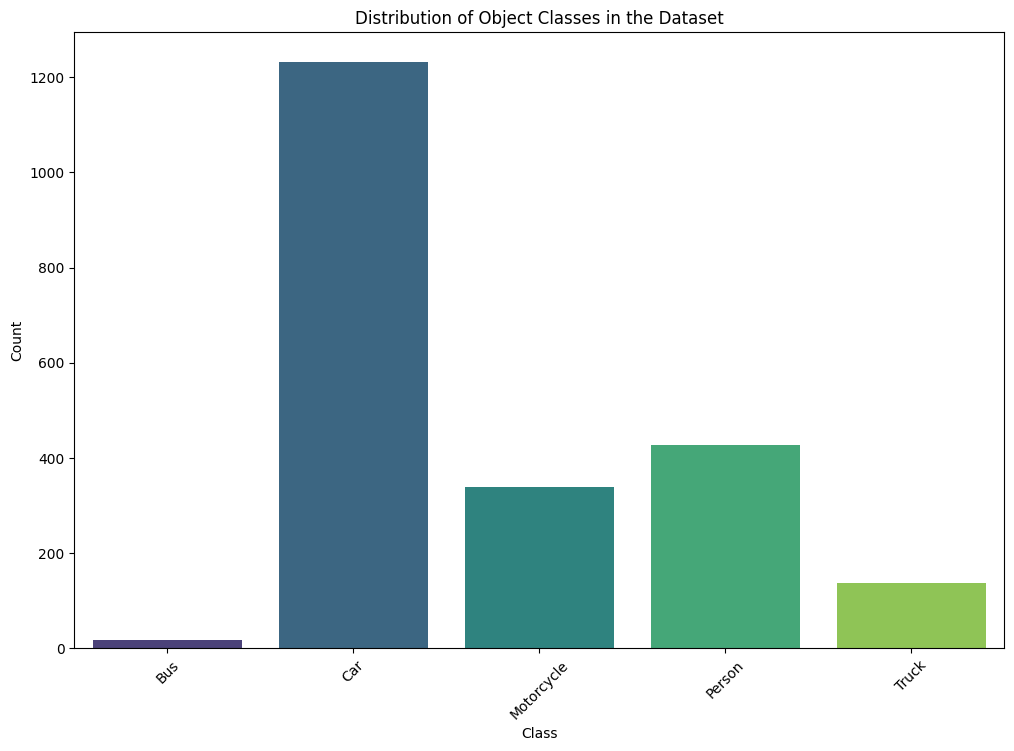 Distribution of Object Classes in the Dataset
Count
1200
1000
800
600
400
200
0
Bus
Car
Motorcycle
Person
Truck
Class